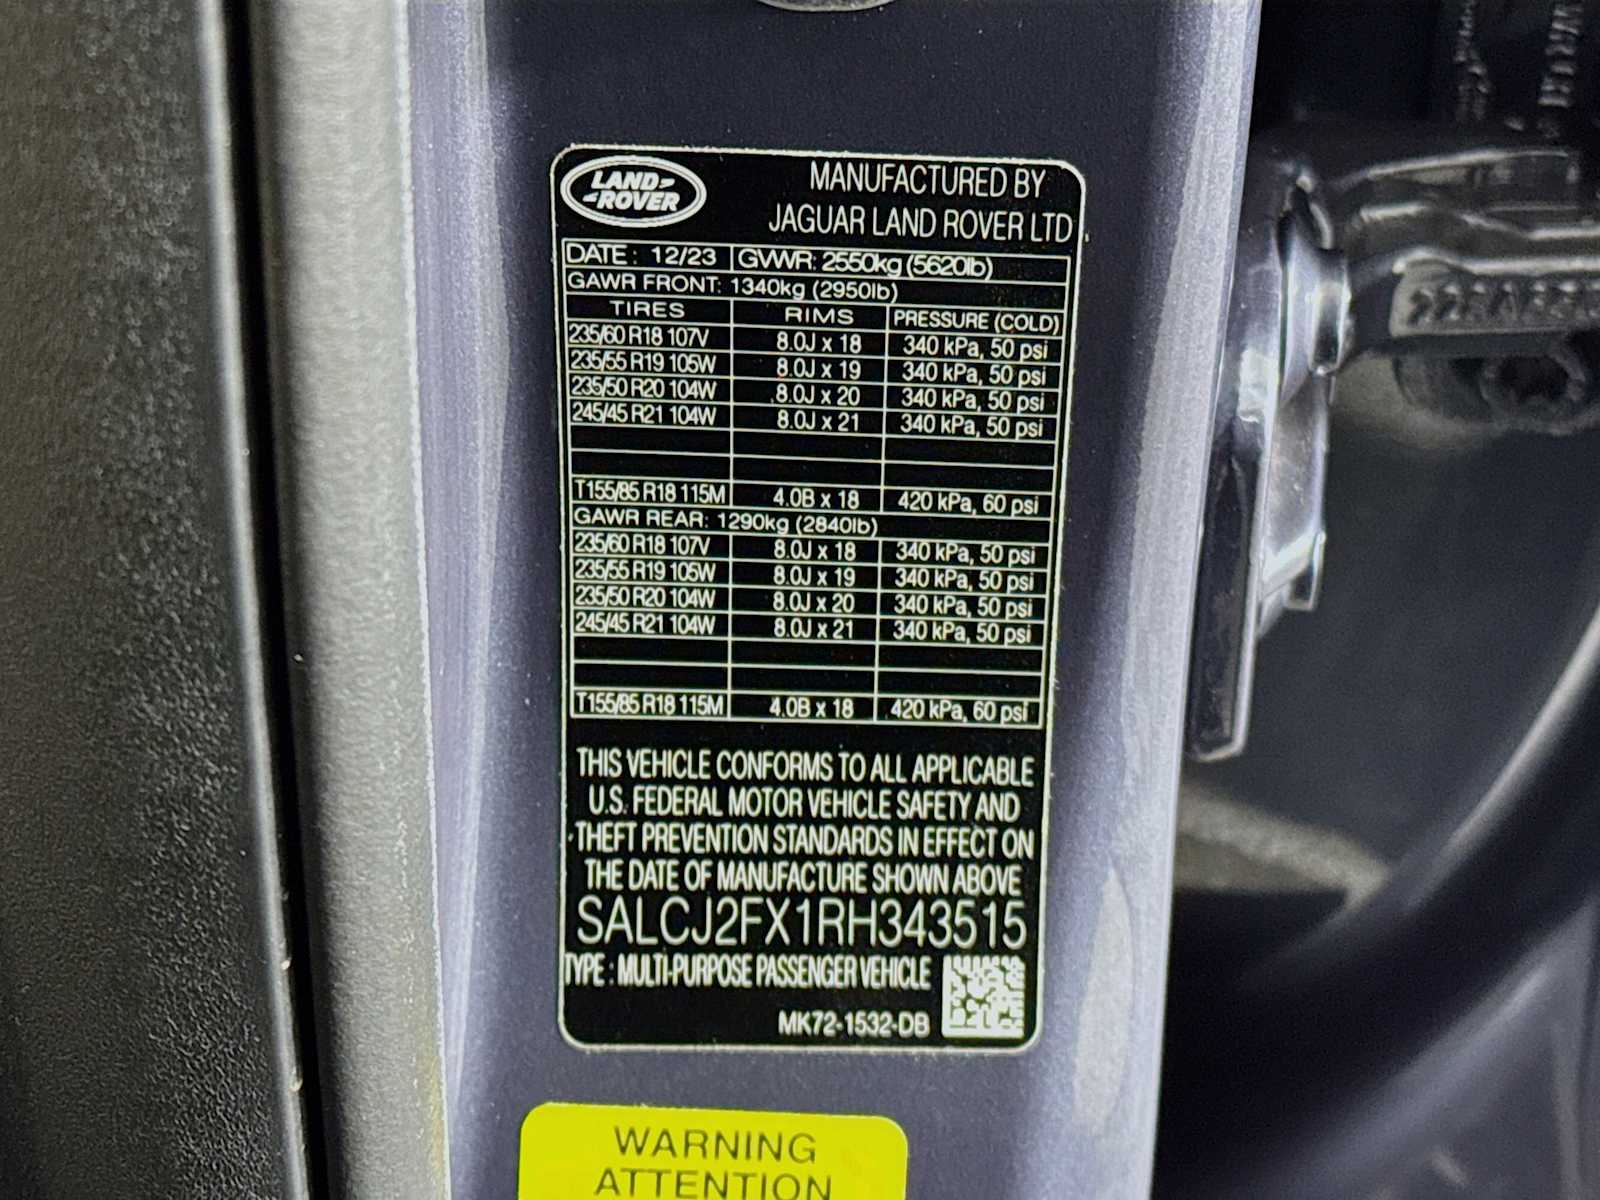 LAND
ROVER
MANUFACTURED BY
JAGUAR LAND ROVER LTD
DATE: 12/23 GVWR: 2550kg (5620lb)
GAWR FRONT: 1340kg (2950lb)
TIRES RIMS PRESSURE (COLD)
235/60 R18 107V 8.0J x 18 340 kPa, 50 psi
235/55 R19 105W 8.0J x 19 340 kPa, 50 psi
235/50 R20 104W 8.0J x 20 340 kPa, 50 psi
245/45 R21 104W 8.0J x 21 340 kPa, 50 psi
T155/85 R18 115M 4.0B x 18 420 kPa, 60 psi
GAWR REAR: 1290kg (2840lb)
235/60 R18 107V 8.0J x 18 340 kPa, 50 psi
235/55 R19 105W 8.0J x 19 340 kPa, 50 psi
235/50 R20 104W 8.0J x 20 340 kPa, 50 psi
245/45 R21 104W 8.0J x 21 340 kPa, 50 psi
T155/85 R18 115M 4.0B x 18 420 kPa, 60 psi
THIS VEHICLE CONFORMS TO ALL APPLICABLE
U.S. FEDERAL MOTOR VEHICLE SAFETY AND
THEFT PREVENTION STANDARDS IN EFFECT ON
THE DATE OF MANUFACTURE SHOWN ABOVE
SALCJ2FX1RH343515
TYPE : MULTI-PURPOSE PASSENGER VEHICLE
MK72-1532-DB
WARNING
ATTENTION